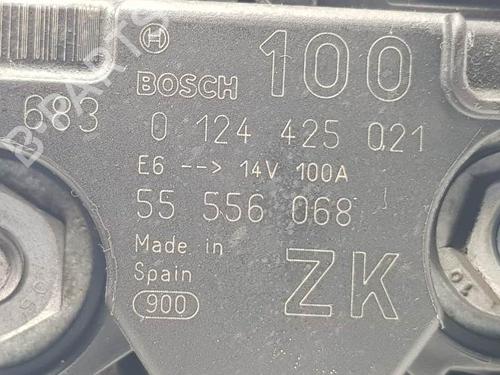 100
BOSCH
683
0 124 425 021
E6 --> 14V 100A
55 556 068
Made in
Spain
900
ZK
10
B-PARTS